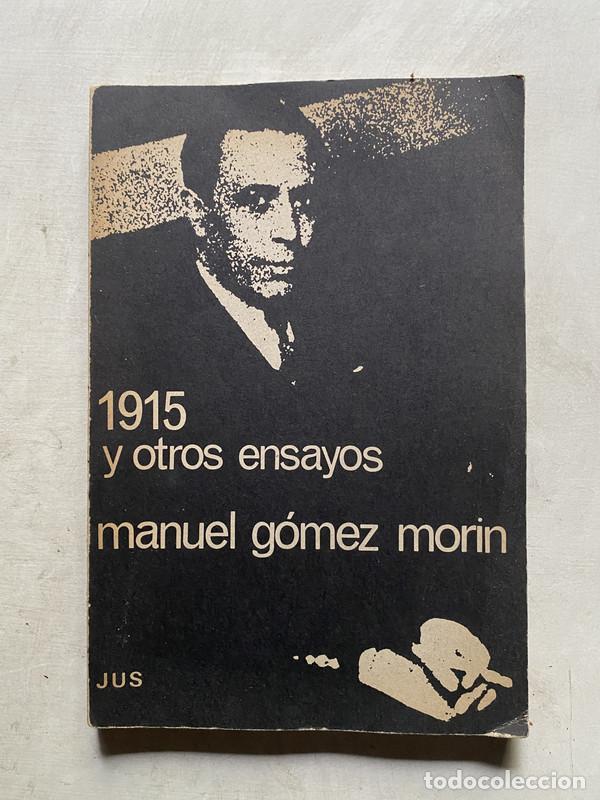 1915
y otros ensayos
manuel gómez morin
JUS
todocoleccion